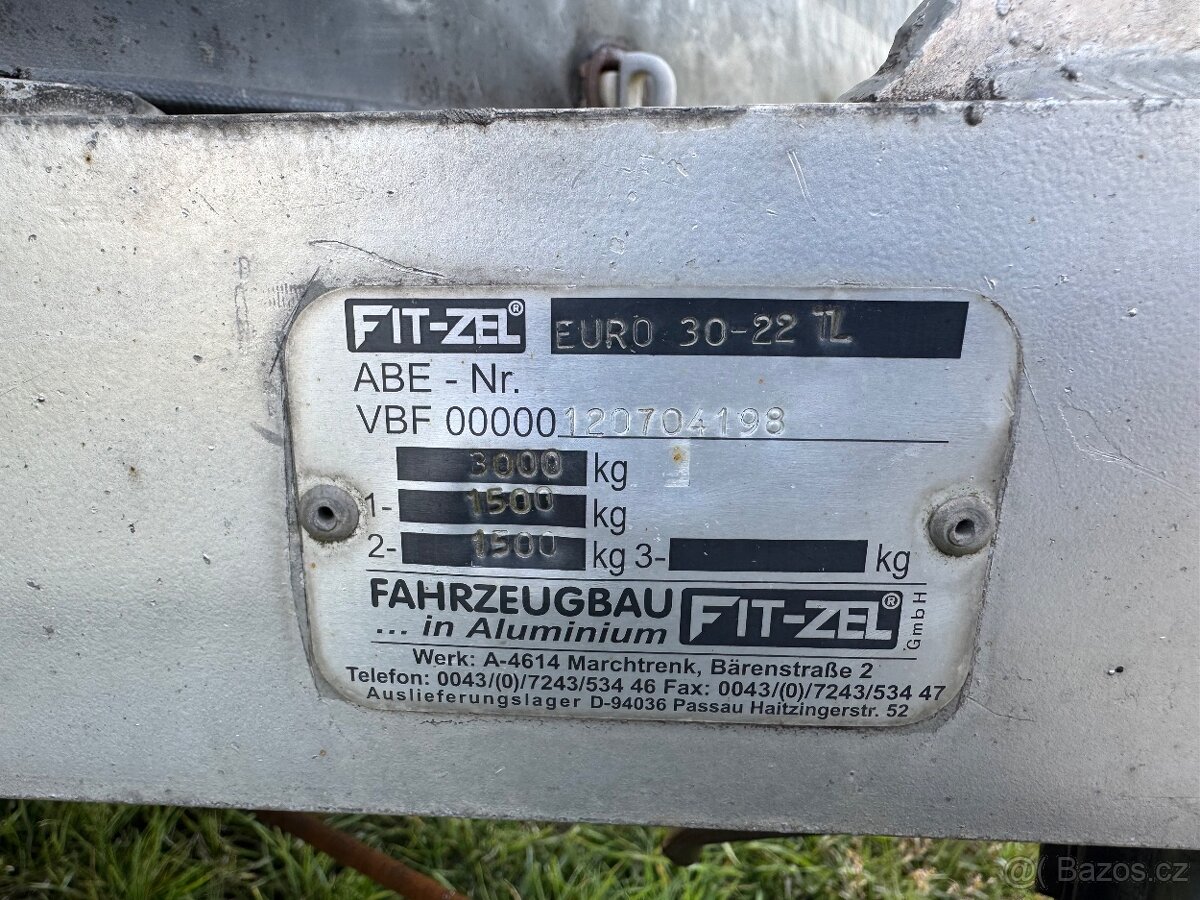 FIT-ZEL® EURO 30-22 TL
ABE - Nr.
VBF 00000120704198
3000 kg
1- 1500 kg
2- 1500 kg 3- kg
FAHRZEUGBAU FIT-ZEL® GmbH
... in Aluminium
Werk: A-4614 Marchtrenk, Bärenstraße 2
Telefon: 0043/(0)/7243/534 46 Fax: 0043/(0)/7243/534 47
Auslieferungslager D-94036 Passau Haitzingerstr. 52
Bazos.cz